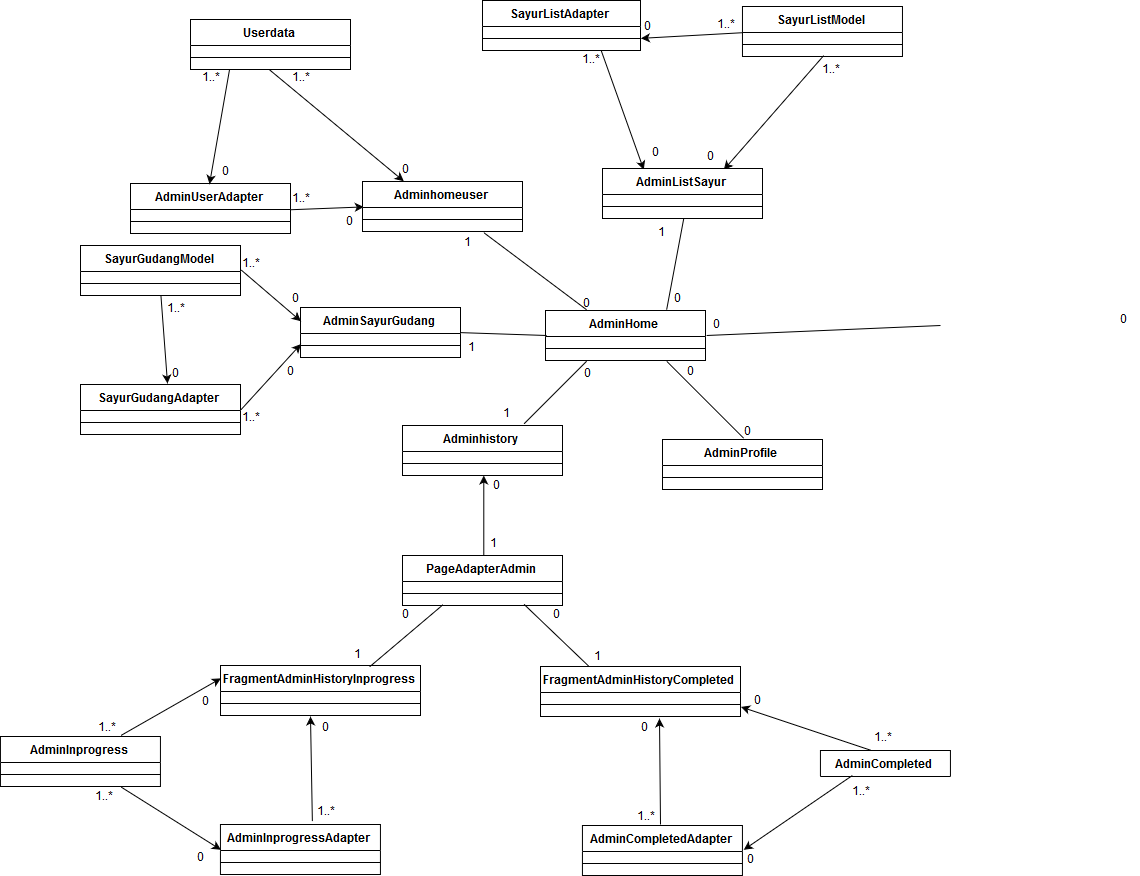 SayurListAdapter
SayurListModel
Userdata
0
1..*
1..*
1..*
1..*
1..*
0
0
0
0
AdminListSayur
AdminUserAdapter
Adminhomeuser
1..*
0
1
1
SayurGudangModel
1..*
0
0
0
1..*
AdminSayurGudang
AdminHome
0
0
1
0
0
0
SayurGudangAdapter
1..*
1
0
Adminhistory
AdminProfile
0
1
PageAdapterAdmin
0
0
1
1
FragmentAdminHistoryInprogress
FragmentAdminHistoryCompleted
0
0
1..*
0
0
1..*
AdminInprogress
AdminCompleted
1..*
1..*
1..*
1..*
AdminInprogressAdapter
AdminCompletedAdapter
0
0